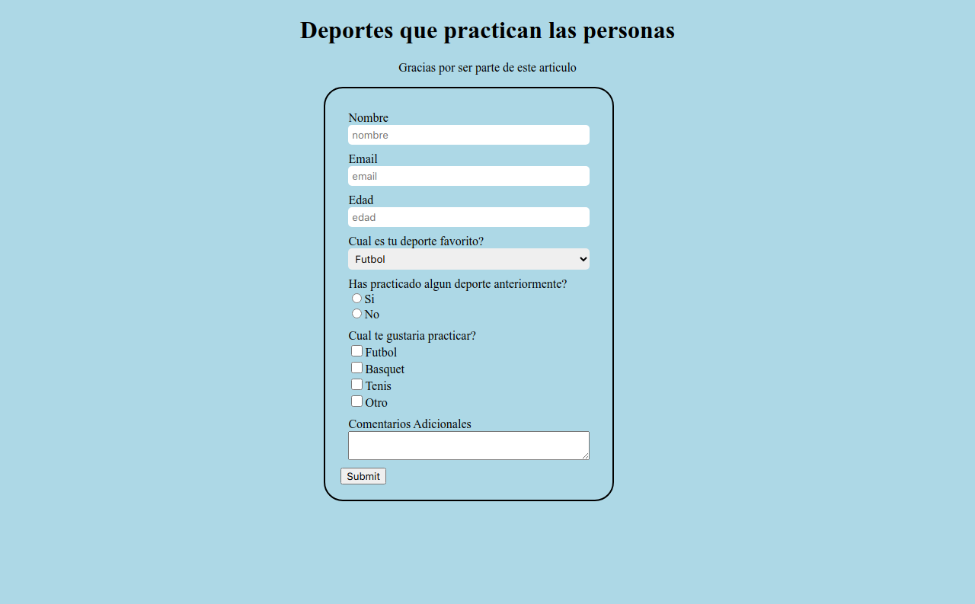 Deportes que practican las personas
Gracias por ser parte de este articulo
Nombre
nombre
Email
email
Edad
edad
Cual es tu deporte favorito?
Futbol
Has practicado algun deporte anteriormente?
Si
No
Cual te gustaria practicar?
Futbol
Basquet
Tenis
Otro
Comentarios Adicionales
Submit